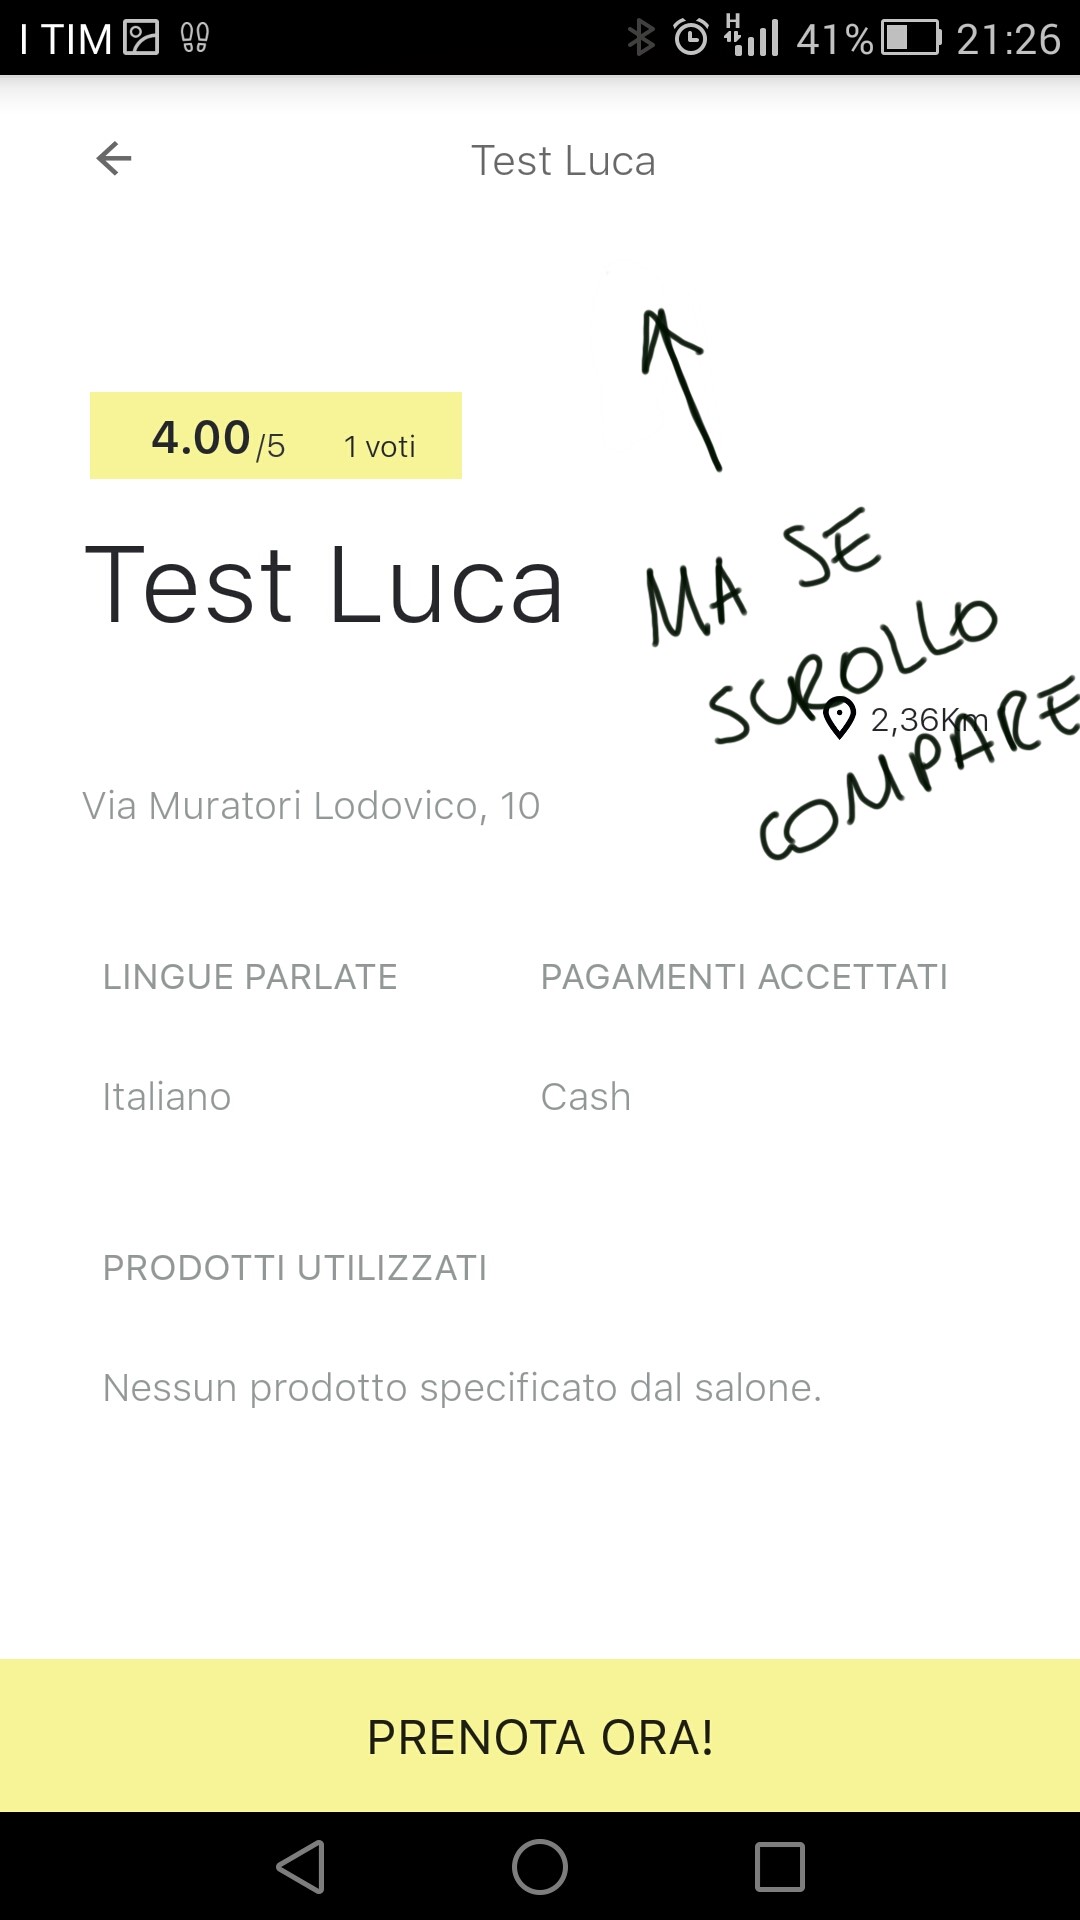 I TIM 41% 21:26
Test Luca
4.00/5 1 voti
Test Luca
MA SE
SCROLLO
COMPARE
2,36Km
Via Muratori Lodovico, 10
LINGUE PARLATE PAGAMENTI ACCETTATI
Italiano Cash
PRODOTTI UTILIZZATI
Nessun prodotto specificato dal salone.
PRENOTA ORA!